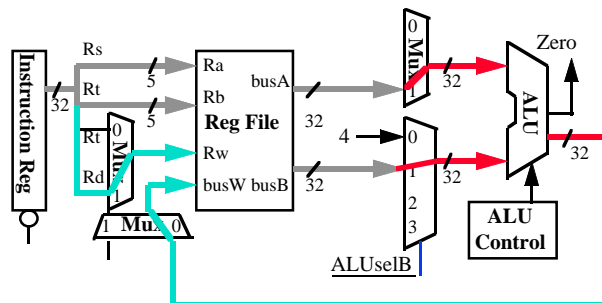 Instruction Reg
32
Rs
Rt
5
5
Rt
Rd
0
Mux
1
Ra
Rb
Reg File
Rw
busW
busA
busB
1 Mux 0
32
32
0
Mux
1
32
4
0
1
2
3
32
ALUselB
ALU
Zero
32
ALU
Control